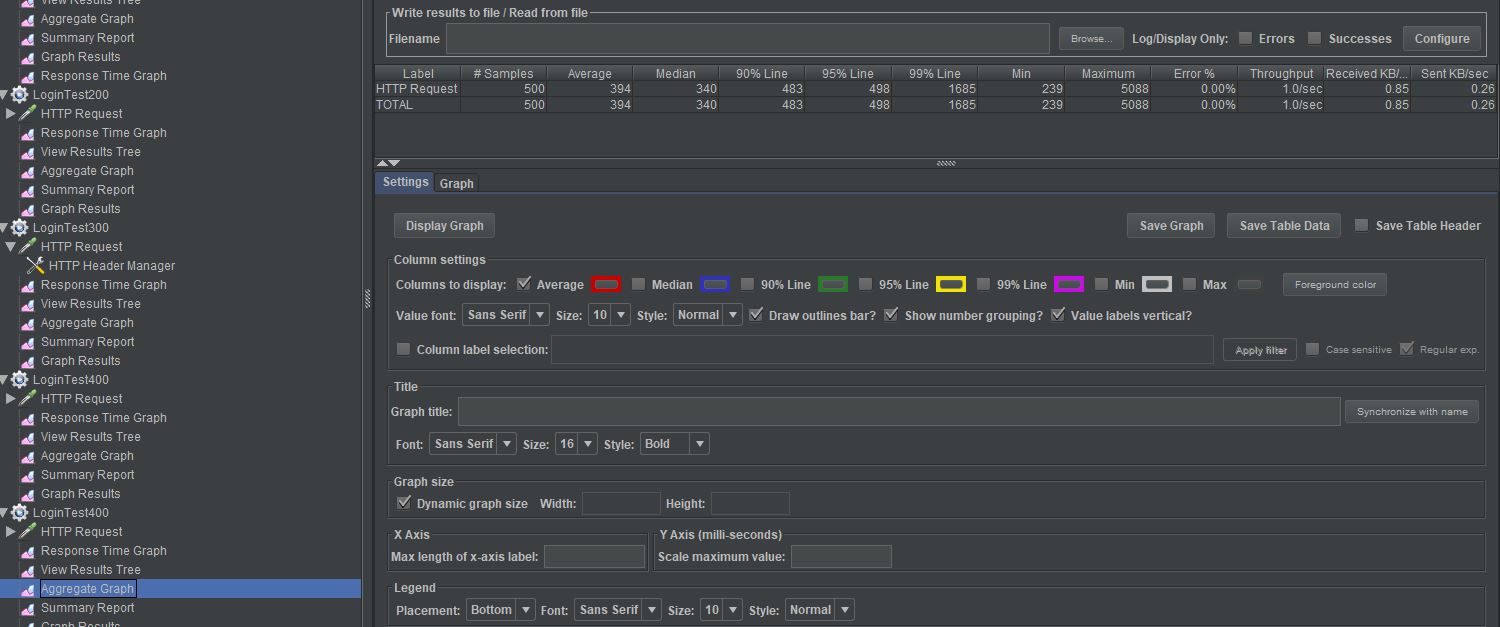 View Results Tree
Aggregate Graph
Summary Report
Graph Results
Response Time Graph
LoginTest200
HTTP Request
Response Time Graph
View Results Tree
Aggregate Graph
Summary Report
Graph Results
LoginTest300
HTTP Request
HTTP Header Manager
Response Time Graph
View Results Tree
Aggregate Graph
Summary Report
Graph Results
LoginTest400
HTTP Request
Response Time Graph
View Results Tree
Aggregate Graph
Summary Report
Graph Results
LoginTest400
HTTP Request
Response Time Graph
View Results Tree
Aggregate Graph
Summary Report
Graph Results
Write results to file / Read from file
Filename Browse... Log/Display Only: Errors Successes Configure
Label # Samples Average Median 90% Line 95% Line 99% Line Min Maximum Error % Throughput Received KB/... Sent KB/sec
HTTP Request 500 394 340 483 498 1685 239 5088 0.00% 1.0/sec 0.85 0.26
TOTAL 500 394 340 483 498 1685 239 5088 0.00% 1.0/sec 0.85 0.26
Settings Graph
Display Graph Save Graph Save Table Data Save Table Header
Column settings
Columns to display: Average Median 90% Line 95% Line 99% Line Min Max Foreground color
Value font: Sans Serif Size: 10 Style: Normal Draw outlines bar? Show number grouping? Value labels vertical?
Column label selection: Apply filter Case sensitive Regular exp.
Title
Graph title: Synchronize with name
Font: Sans Serif Size: 16 Style: Bold
Graph size
Dynamic graph size Width: Height:
X Axis Y Axis (milli-seconds)
Max length of x-axis label: Scale maximum value:
Legend
Placement: Bottom Font: Sans Serif Size: 10 Style: Normal